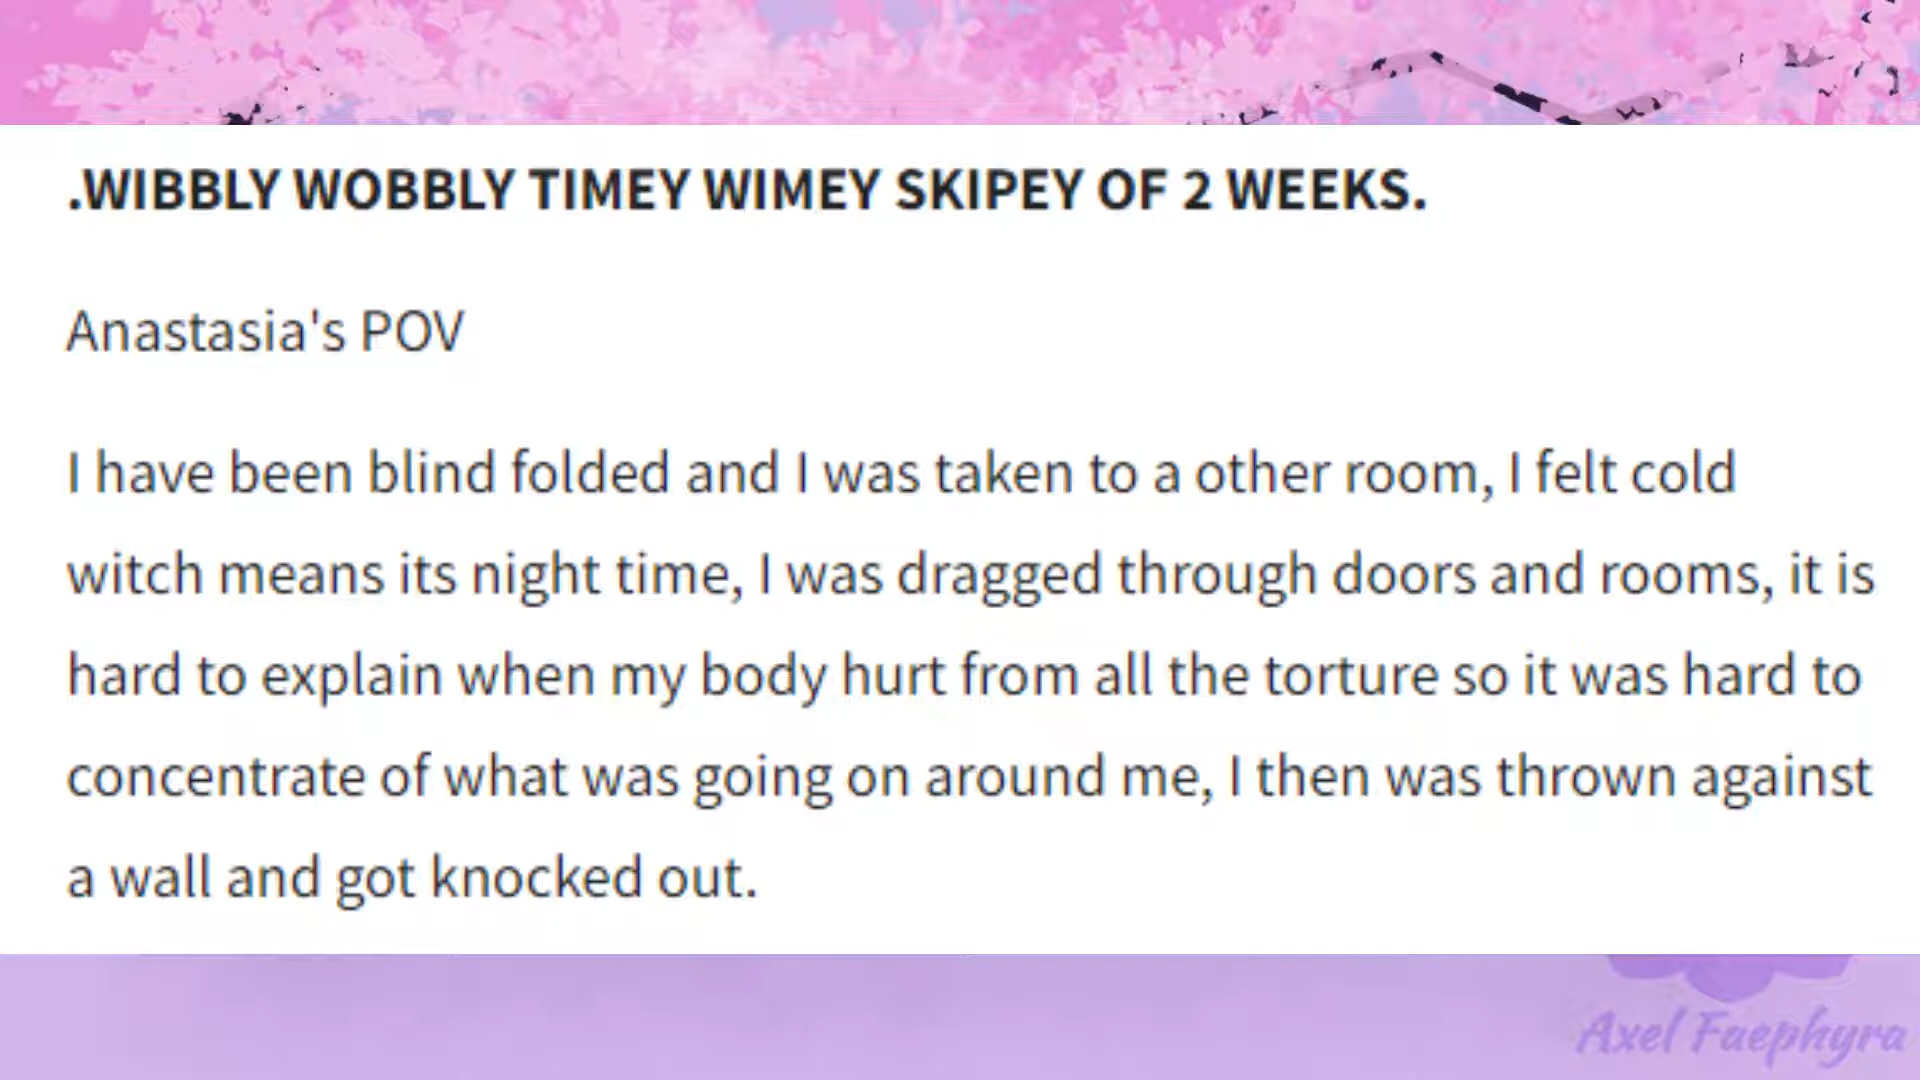 .WIBBLY WOBBLY TIMEY WIMEY SKIPEY OF 2 WEEKS.
Anastasia's POV
I have been blind folded and I was taken to a other room, I felt cold
witch means its night time, I was dragged through doors and rooms, it is
hard to explain when my body hurt from all the torture so it was hard to
concentrate of what was going on around me, I then was thrown against
a wall and got knocked out.
Axel Faephyra